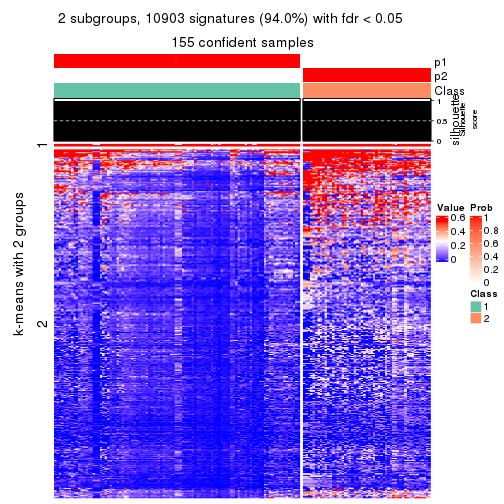 2 subgroups, 10903 signatures (94.0%) with fdr < 0.05
155 confident samples
p1
p2
Class
1
0.5
0
silhouette
Silhouette
score
k-means with 2 groups
1
2
Value
0.6
0.4
0.2
0
Prob
1
0.8
0.6
0.4
0.2
0
Class
1
2